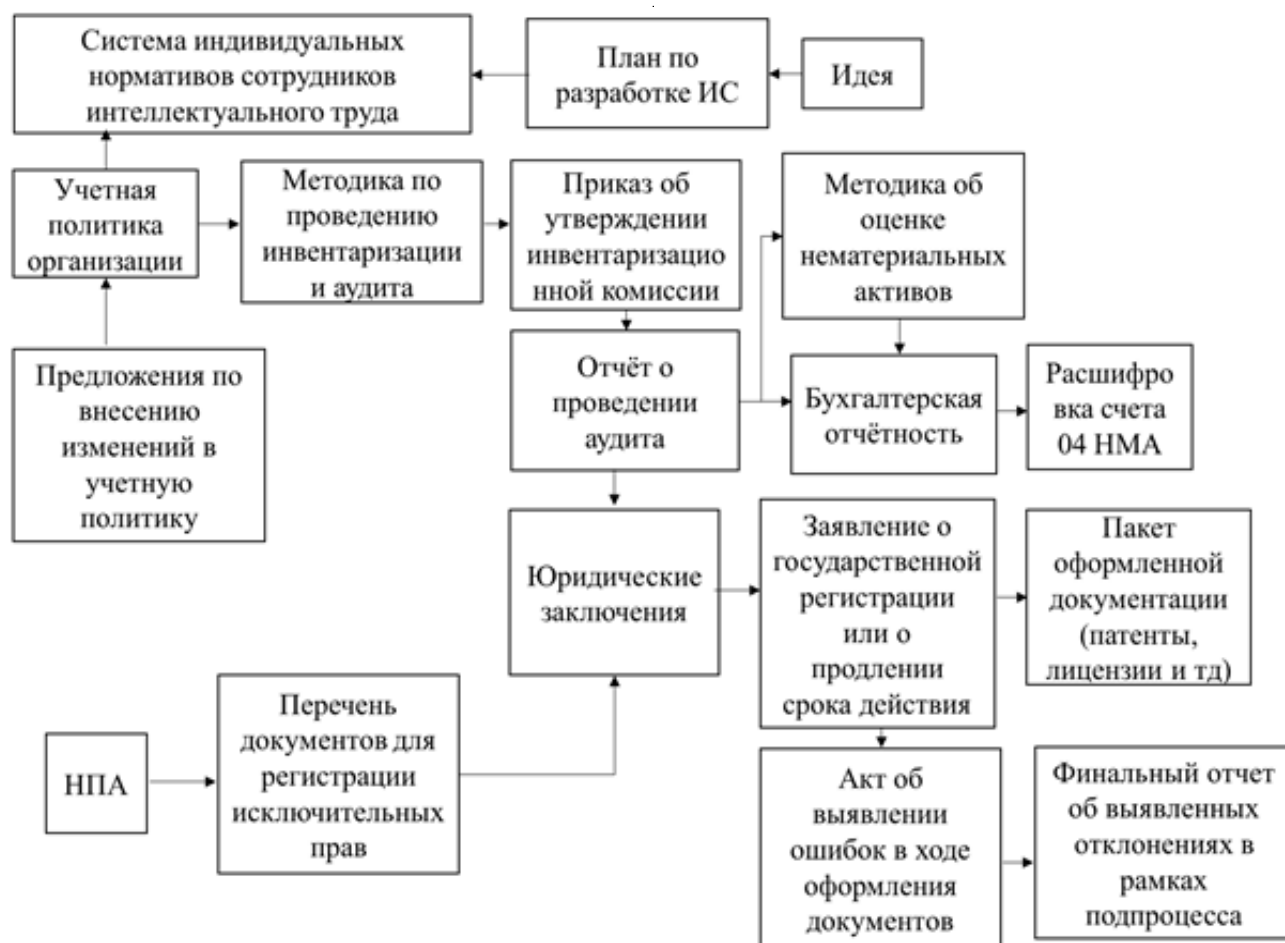 Система индивидуальных
нормативов сотрудников
интеллектуального труда
План по
разработке ИС
Идея
Учетная
политика
организации
Методика по
проведению
инвентаризации
и аудита
Приказ об
утверждении
инвентаризацио
нной комиссии
Методика об
оценке
нематериальных
активов
Предложения по
внесению
изменений в
учетную
политику
Отчёт о
проведении
аудита
Бухгалтерская
отчётность
Расшифро
вка счета
04 НМА
Юридические
заключения
Заявление о
государственной
регистрации
или о
продлении
срока действия
Пакет
оформленной
документации
(патенты,
лицензии и тд)
НПА
Перечень
документов для
регистрации
исключительных
прав
Акт об
выявлении
ошибок в ходе
оформления
документов
Финальный отчет
об выявленных
отклонениях в
рамках
подпроцесса